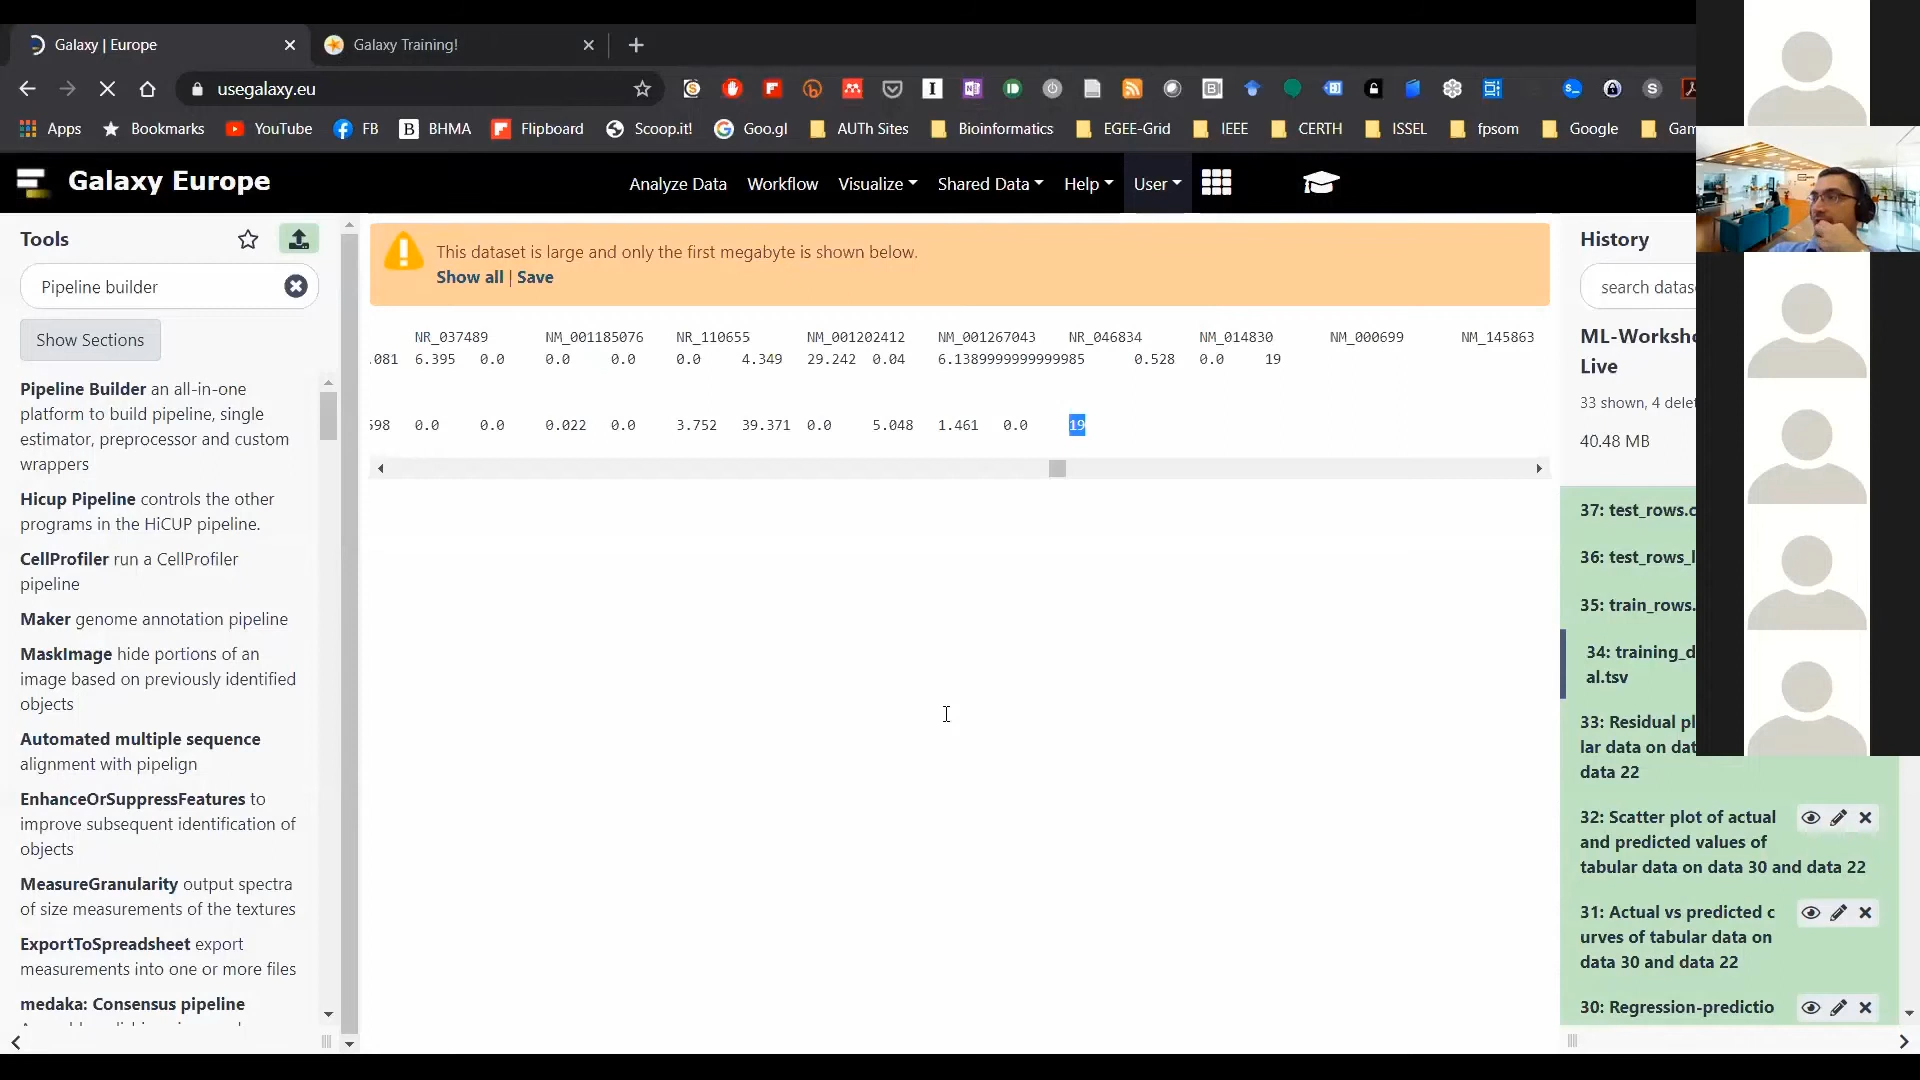 Galaxy | Europe
Galaxy Training!
usegalaxy.eu
Apps Bookmarks YouTube FB BHMA Flipboard Scoop.it! Goo.gl AUTh Sites Bioinformatics EGEE-Grid IEEE CERTH ISSEL fpsom Google Gam
Galaxy Europe
Analyze Data Workflow Visualize Shared Data Help User
Tools
Pipeline builder
Show Sections
Pipeline Builder an all-in-one
platform to build pipeline, single
estimator, preprocessor and custom
wrappers
Hicup Pipeline controls the other
programs in the HiCUP pipeline.
CellProfiler run a CellProfiler
pipeline
Maker genome annotation pipeline
MaskImage hide portions of an
image based on previously identified
objects
Automated multiple sequence
alignment with pipelign
EnhanceOrSuppressFeatures to
improve subsequent identification of
objects
MeasureGranularity output spectra
of size measurements of the textures
ExportToSpreadsheet export
measurements into one or more files
medaka: Consensus pipeline
This dataset is large and only the first megabyte is shown below.
Show all | Save
NR_037489 NM_001185076 NR_110655 NM_001202412 NM_001267043 NR_046834 NM_014830 NM_000699 NM_145863
.081 6.395 0.0 0.0 0.0 0.0 4.349 29.242 0.04 6.1389999999999985 0.528 0.0 19
598 0.0 0.0 0.022 0.0 3.752 39.371 0.0 5.048 1.461 0.0 19
History
search datas
ML-Worksho
Live
33 shown, 4 delet
40.48 MB
37: test_rows.c
36: test_rows_l
35: train_rows.
34: training_d
al.tsv
33: Residual pl
lar data on dat
data 22
32: Scatter plot of actual
and predicted values of
tabular data on data 30 and data 22
31: Actual vs predicted c
urves of tabular data on
data 30 and data 22
30: Regression-predictio